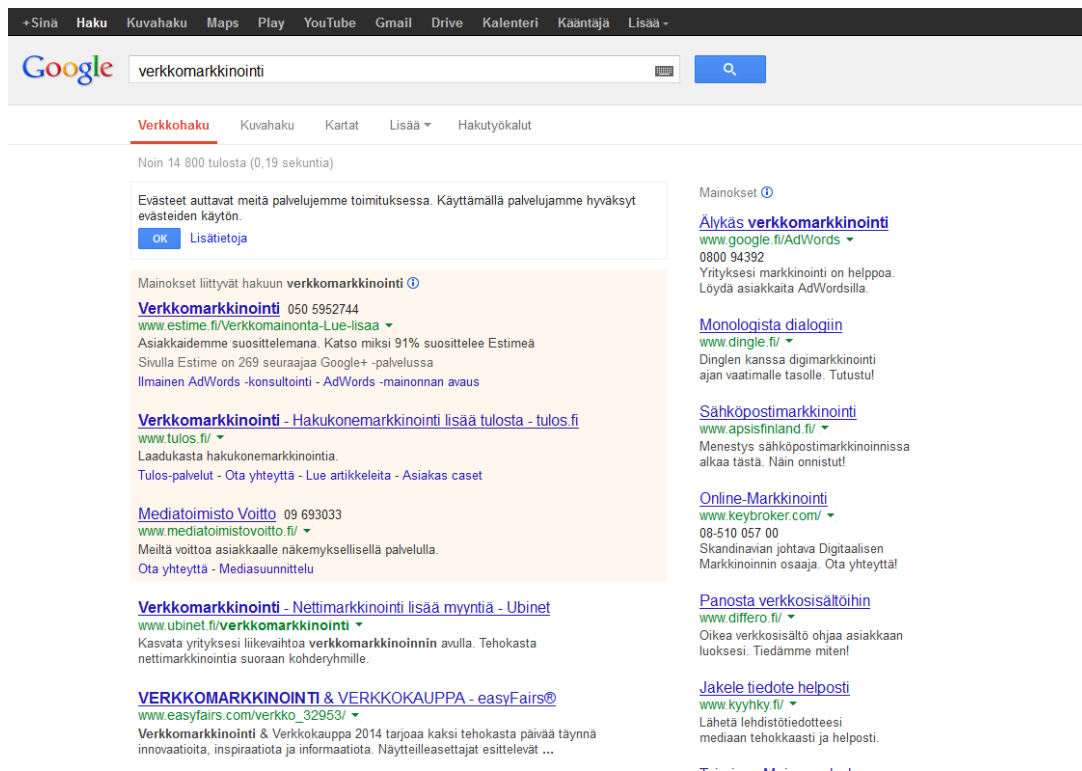 +Sinä Haku Kuvahaku Maps Play YouTube Gmail Drive Kalenteri Kääntäjä Lisää
Google verkkomarkkinointi
Verkkohaku Kuvahaku Kartat Lisää Hakutyökalut
Noin 14 800 tulosta (0,19 sekuntia)
Evästeet auttavat meitä palvelujemme toimituksessa. Käyttämällä palvelujamme hyväksyt
evästeiden käytön.
OK Lisätietoja
Mainokset liittyvät hakuun verkkomarkkinointi
Verkkomarkkinointi 050 5952744
www.estime.fi/Verkkomainonta-Lue-lisaa
Asiakkaidemme suosittelemana. Katso miksi 91% suosittelee Estimeä
Sivulla Estime on 269 seuraajaa Google+ -palvelussa
Ilmainen AdWords -konsultointi - AdWords -mainonnan avaus
Verkkomarkkinointi - Hakukonemarkkinointi lisää tulosta - tulos.fi
www.tulos.fi/
Laadukasta hakukonemarkkinointia.
Tulos-palvelut - Ota yhteyttä - Lue artikkeleita - Asiakas caset
Mediatoimisto Voitto 09 693033
www.mediatoimistovoitto.fi/
Meiltä voittoa asiakkaalle näkemyksellisellä palvelulla.
Ota yhteyttä - Mediasuunnittelu
Verkkomarkkinointi - Nettimarkkinointi lisää myyntiä - Ubinet
www.ubinet.fi/verkkomarkkinointi
Kasvata yrityksesi liikevaihtoa verkkomarkkinoinnin avulla. Tehokasta
nettimarkkinointia suoraan kohderyhmille.
VERKKOMARKKINOINTI & VERKKOKAUPPA - easyFairs®
www.easyfairs.com/verkko_32953/
Verkkomarkkinointi & Verkkokauppa 2014 tarjoaa kaksi tehokasta päivää täynnä
innovaatioita, inspiraatiota ja informaatiota. Näytteilleasettajat esittelevät ...
Mainokset
Älykäs verkkomarkkinointi
www.google.fi/AdWords
0800 94392
Yrityksesi markkinointi on helppoa.
Löydä asiakkaita AdWordsilla.
Monologista dialogiin
www.dingle.fi/
Dinglen kanssa digimarkkinointi
ajan vaatimalle tasolle. Tutustu!
Sähköpostimarkkinointi
www.apsisfinland.fi/
Menestys sähköpostimarkkinoinnissa
alkaa tästä. Näin onnistut!
Online-Markkinointi
www.keybroker.com/
08-510 057 00
Skandinavian johtava Digitaalisen
Markkinoinnin osaaja. Ota yhteyttä!
Panosta verkkosisältöihin
www.differo.fi/
Oikea verkkosisältö ohjaa asiakkaan
luoksesi. Tiedämme miten!
Jakele tiedote helposti
www.kyyhky.fi/
Lähetä lehdistötiedotteesi
mediaan tehokkaasti ja helposti.